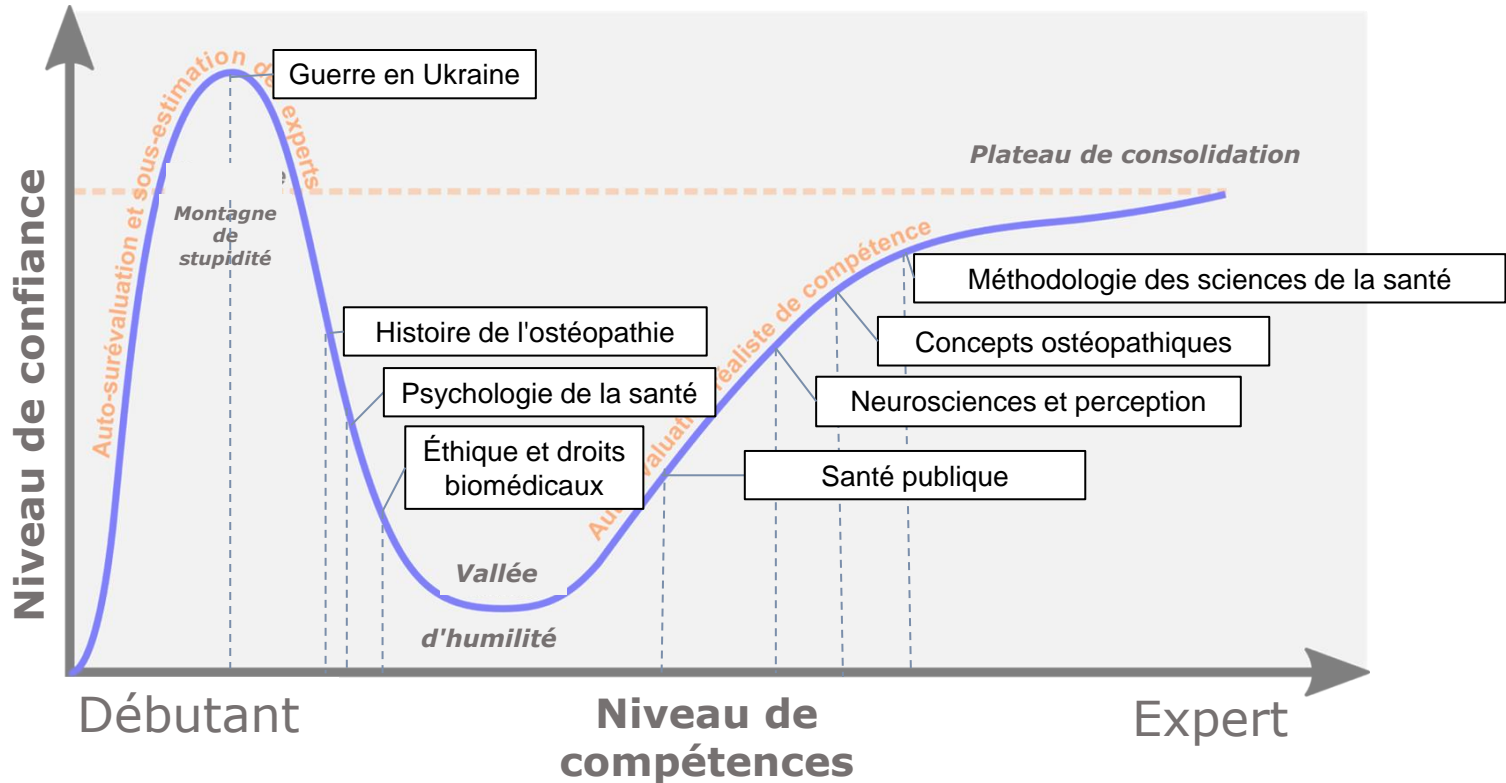 Guerre en Ukraine
Auto-surévaluation et sous-estimation des experts
Plateau de consolidation
Montagne
de
stupidité
Niveau de confiance
Méthodologie des sciences de la santé
Concepts ostéopathiques
Histoire de l'ostéopathie
Neurosciences et perception
Psychologie de la santé
Éthique et droits
biomédicaux
Santé publique
réaliste de compétence
Vallée
d'humilité
Débutant
Niveau de
compétences
Expert